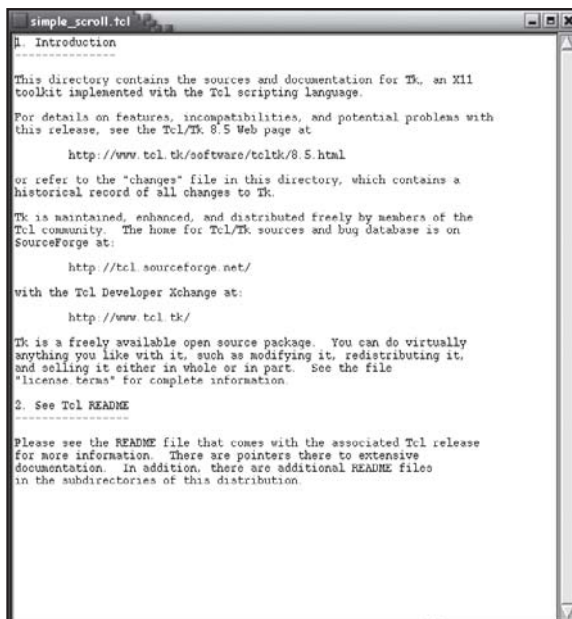 simple_scroll.tcl
1. Introduction
---------------
This directory contains the sources and documentation for Tk, an X11
toolkit implemented with the Tcl scripting language.
For details on features, incompatibilities, and potential problems with
this release, see the Tcl/Tk 8.5 Web page at
http://www.tcl.tk/software/tcltk/8.5.html
or refer to the "changes" file in this directory, which contains a
historical record of all changes to Tk.
Tk is maintained, enhanced, and distributed freely by members of the
Tcl community.  The home for Tcl/Tk sources and bug database is on
SourceForge at:
http://tcl.sourceforge.net/
with the Tcl Developer Xchange at:
http://www.tcl.tk/
Tk is a freely available open source package.  You can do virtually
anything you like with it, such as modifying it, redistributing it,
and selling it either in whole or in part.  See the file
"license.terms" for complete information.
2. See Tcl README
-----------------
Please see the README file that comes with the associated Tcl release
for more information.  There are pointers there to extensive
documentation.  In addition, there are additional README files
in the subdirectories of this distribution.